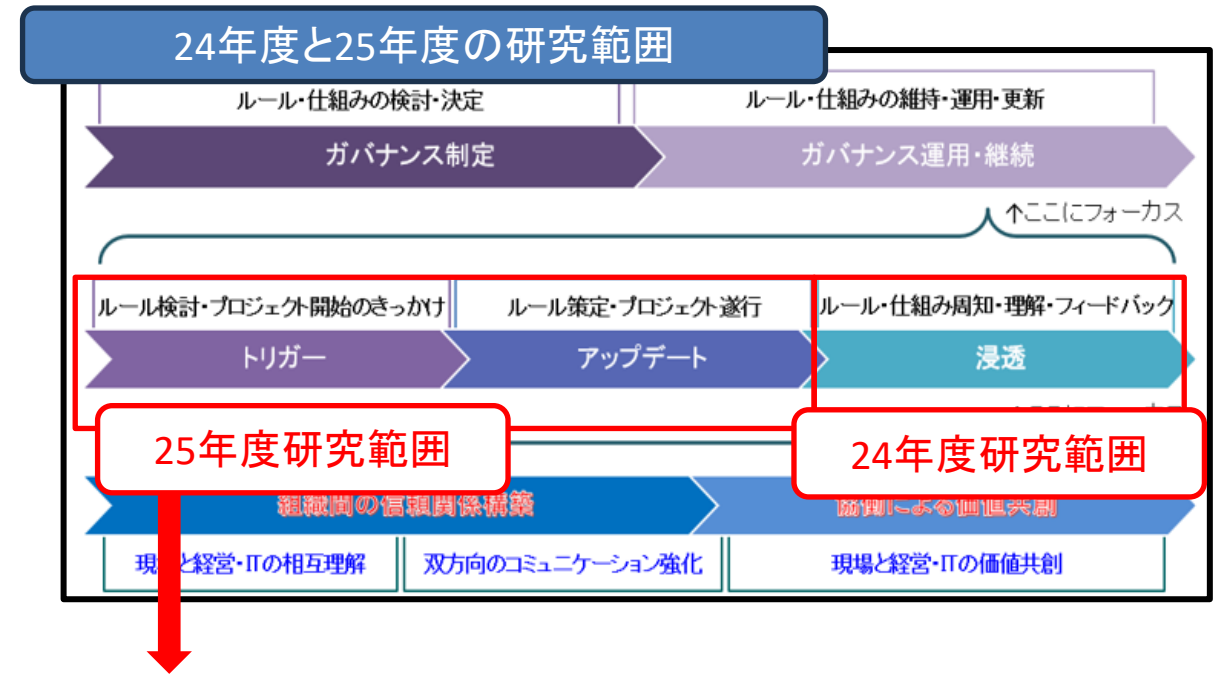 24年度と25年度の研究範囲
ルール・仕組みの検討・決定
ルール・仕組みの維持・運用・更新
ガバナンス制定
ガバナンス運用・継続
↑ここにフォーカス
ルール検討・プロジェクト開始のきっかけ
ルール策定・プロジェクト遂行
ルール・仕組み周知・理解・フィードバック
トリガー
アップデート
浸透
25年度研究範囲
24年度研究範囲
組織間の信頼関係構築
協働による価値共創
現場と経営・ITの相互理解
双方向のコミュニケーション強化
現場と経営・ITの価値共創